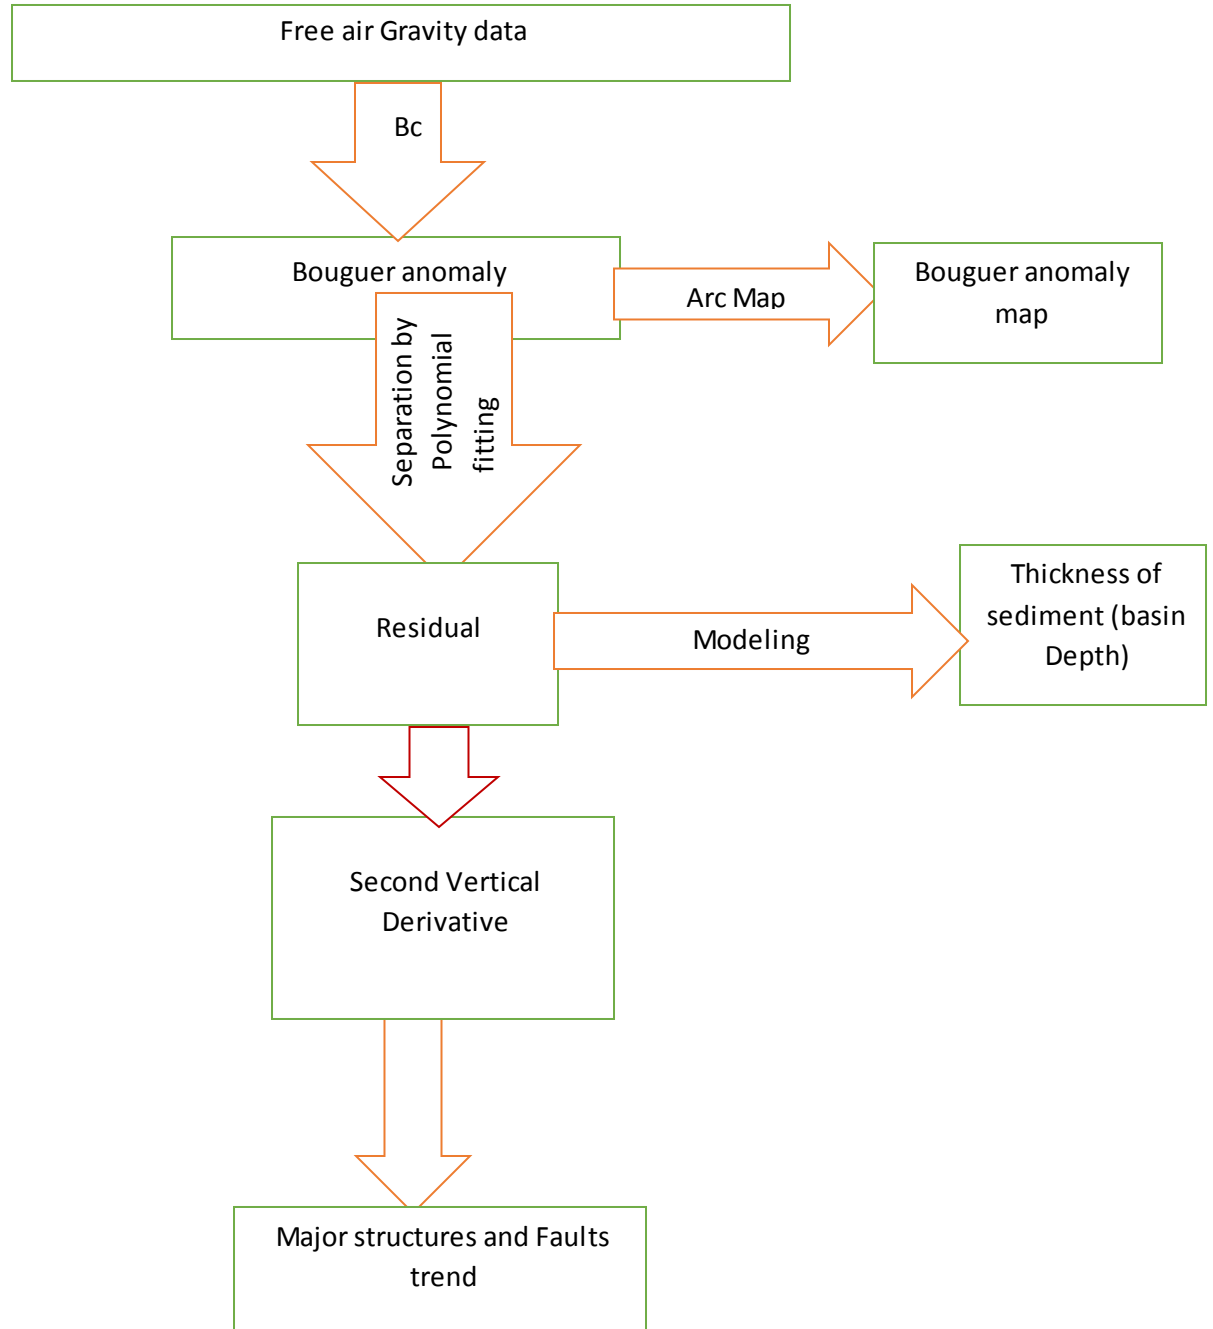 Free air Gravity data
Bc
Bouguer anomaly
Arc Map
Bouguer anomaly
map
Separation by
Polynomial
fitting
Residual
Modeling
Thickness of
sediment (basin
Depth)
Second Vertical
Derivative
Major structures and Faults
trend